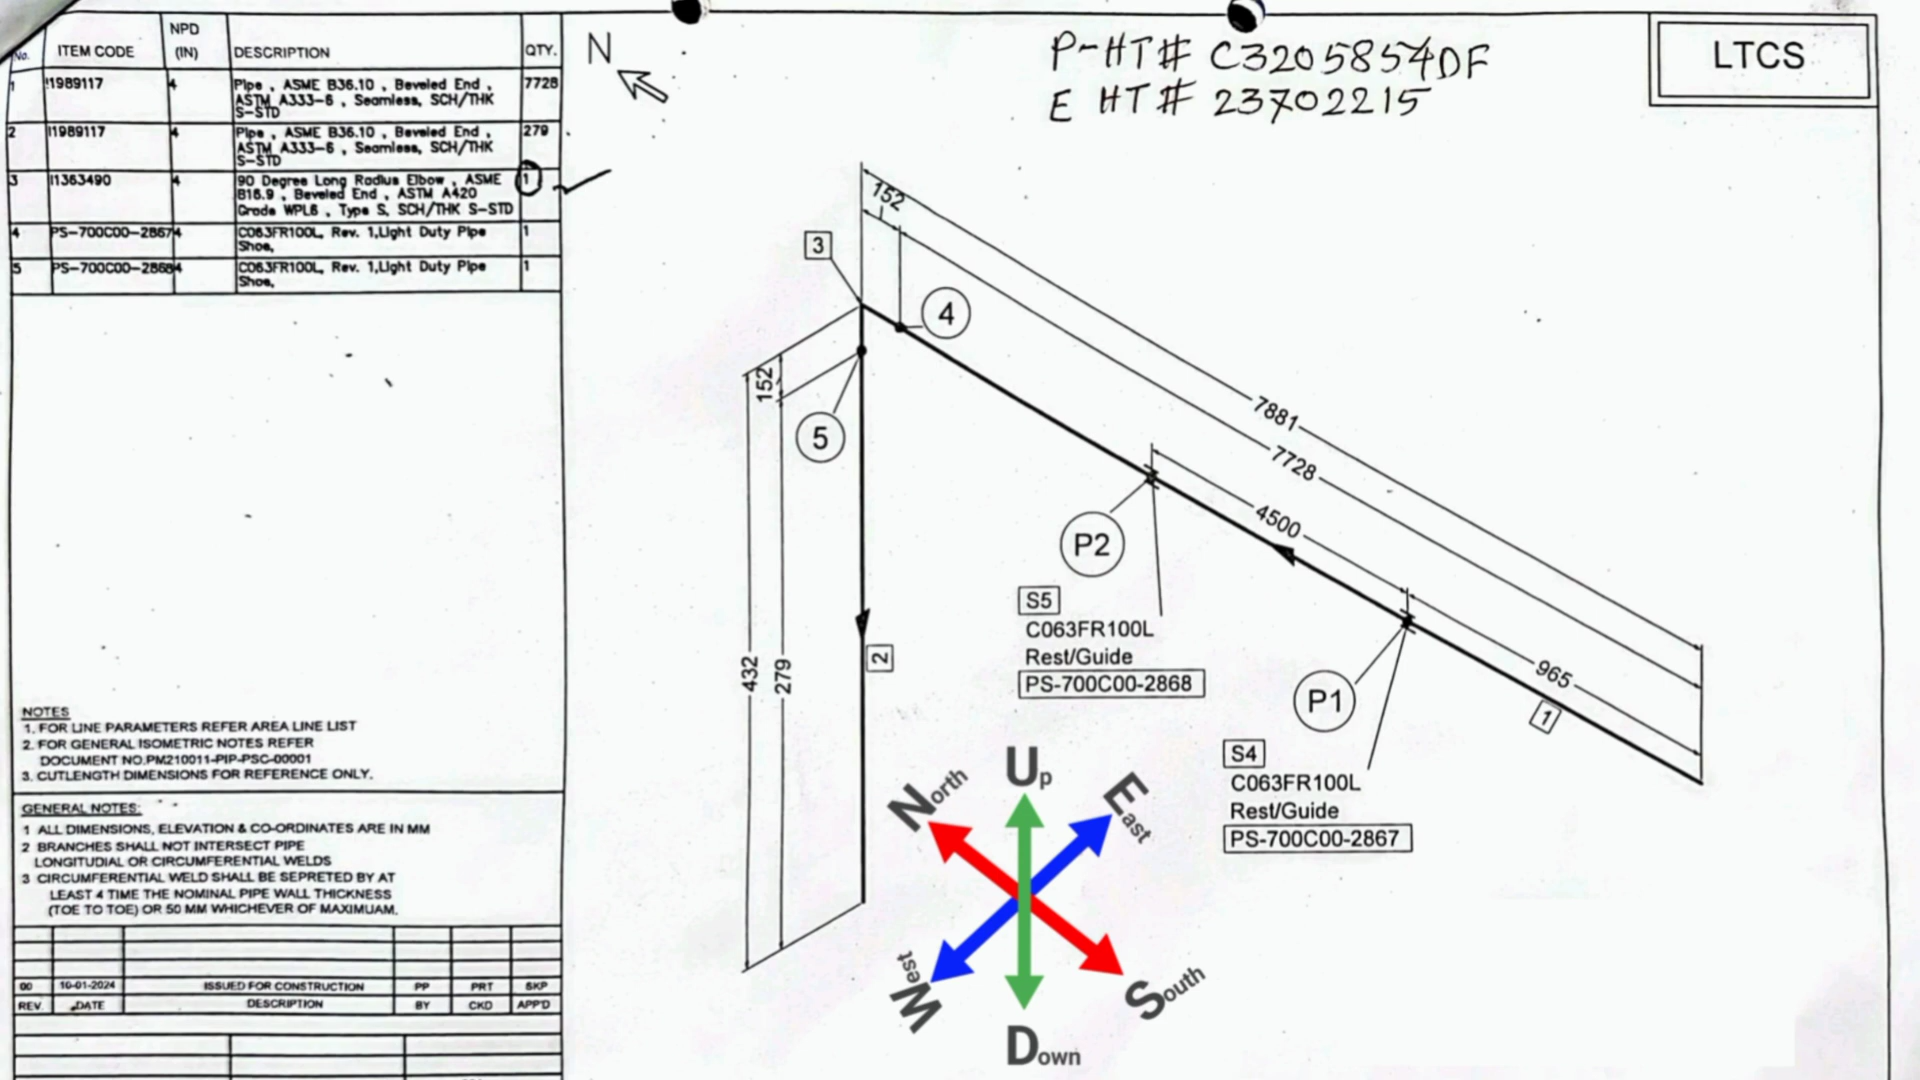 No. ITEM CODE NPD (IN) DESCRIPTION QTY.
1 I1989117 4 Pipe , ASME B36.10 , Beveled End , ASTM A333-6 , Seamless, SCH/THK S-STD 7728
2 I1989117 4 Pipe , ASME B36.10 , Beveled End , ASTM A333-6 , Seamless, SCH/THK S-STD 279
3 I1363490 4 90 Degree Long Radius Elbow , ASME B16.9 , Beveled End , ASTM A420 Grade WPL6 , Type S, SCH/THK S-STD 1
4 PS-700C00-2867 4 C063FR100L, Rev. 1,Light Duty Pipe Shoe, 1
5 PS-700C00-2868 4 C063FR100L, Rev. 1,Light Duty Pipe Shoe, 1
N
P-HT# C3205854DF
E HT# 23702215
LTCS
152
3
4
152
5
7881
7728
4500
P2
S5
C063FR100L
Rest/Guide
PS-700C00-2868
432
279
2
965
1
P1
S4
C063FR100L
Rest/Guide
PS-700C00-2867
Up
North
East
West
South
Down
NOTES
1. FOR LINE PARAMETERS REFER AREA LINE LIST
2. FOR GENERAL ISOMETRIC NOTES REFER
DOCUMENT NO.PM210011-PIP-PSC-00001
3. CUTLENGTH DIMENSIONS FOR REFERENCE ONLY.
GENERAL NOTES:
1 ALL DIMENSIONS, ELEVATION & CO-ORDINATES ARE IN MM
2 BRANCHES SHALL NOT INTERSECT PIPE
LONGITUDIAL OR CIRCUMFERENTIAL WELDS
3 CIRCUMFERENTIAL WELD SHALL BE SEPRETED BY AT
LEAST 4 TIME THE NOMINAL PIPE WALL THICKNESS
(TOE TO TOE) OR 50 MM WHICHEVER OF MAXIMUAM.
00 10-01-2024 ISSUED FOR CONSTRUCTION PP PRT SKP
REV. DATE DESCRIPTION BY CKD APP'D